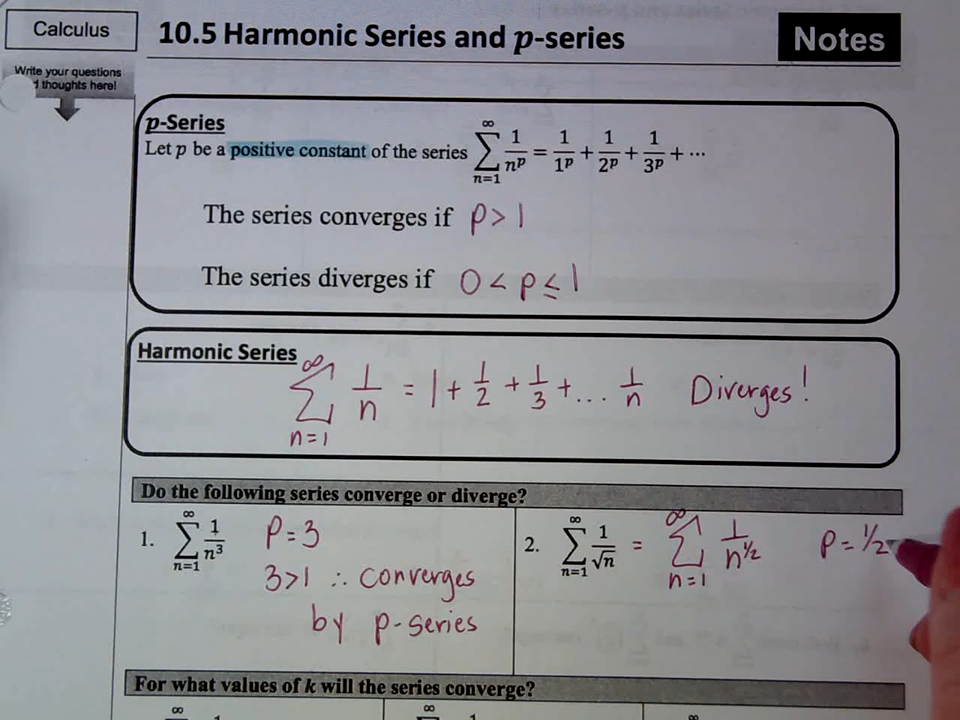 Calculus
10.5 Harmonic Series and p-series
Notes
Write your questions
thoughts here!
p-Series
Let p be a positive constant of the series ∑_{n=1}^{∞} 1/n^p = 1/1^p + 1/2^p + 1/3^p + ⋯
The series converges if p > 1
The series diverges if 0 < p ≤ 1
Harmonic Series
∑_{n=1}^{∞} 1/n = 1 + 1/2 + 1/3 + ... 1/n Diverges!
Do the following series converge or diverge?
1. ∑_{n=1}^{∞} 1/n^3 P = 3
3>1 ∴ converges
by p-series
2. ∑_{n=1}^{∞} 1/√n = ∑_{n=1}^{∞} 1/n^{1/2} p = 1/2
For what values of k will the series converge?